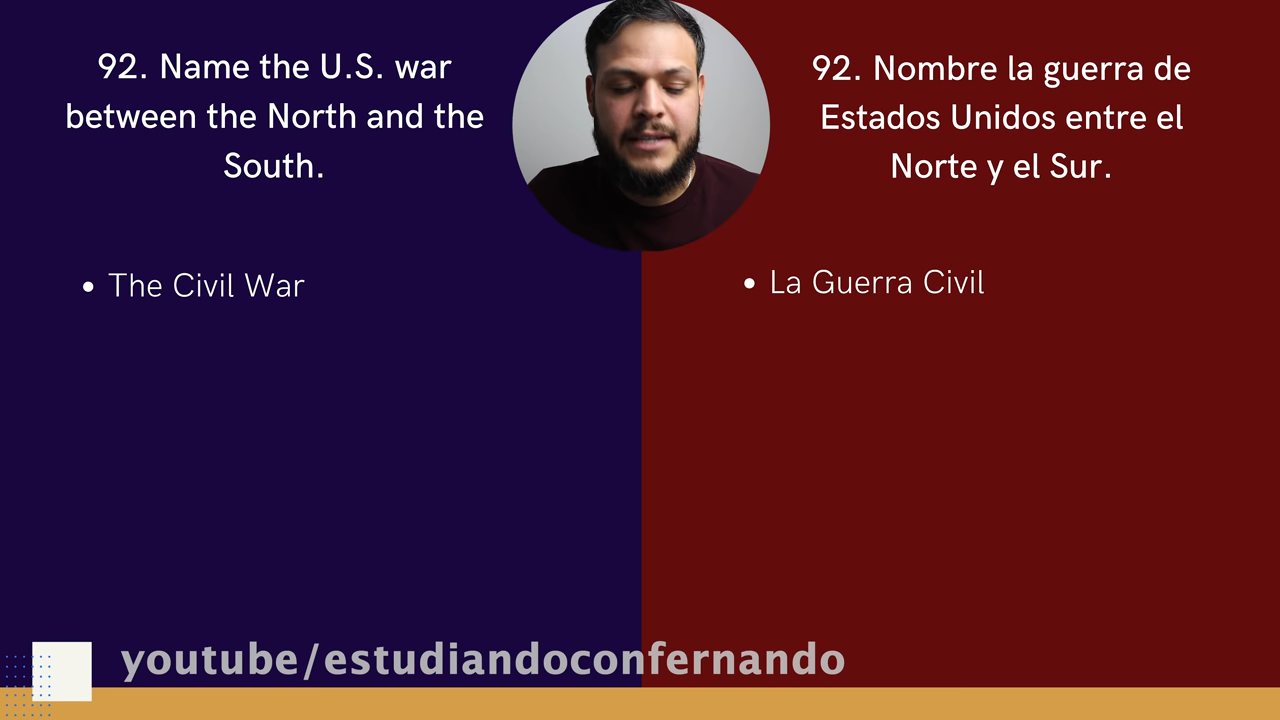 92. Name the U.S. war
between the North and the
South.
• The Civil War
92. Nombre la guerra de
Estados Unidos entre el
Norte y el Sur.
• La Guerra Civil
youtube/estudiandoconfernando